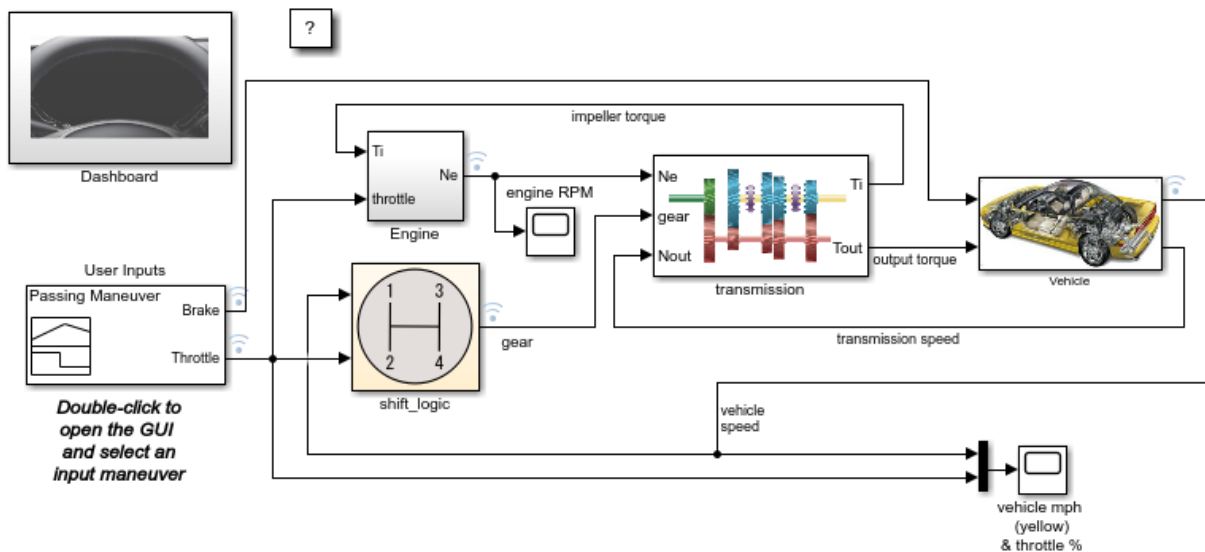 ?
Dashboard
impeller torque
Ti
Ne
throttle
Engine
engine RPM
Ne
gear
Nout
Ti
Tout
transmission
output torque
Vehicle
transmission speed
User Inputs
Passing Maneuver
Brake
Throttle
1
3
2
4
shift_logic
gear
Double-click to
open the GUI
and select an
input maneuver
vehicle
speed
vehicle mph
(yellow)
& throttle %